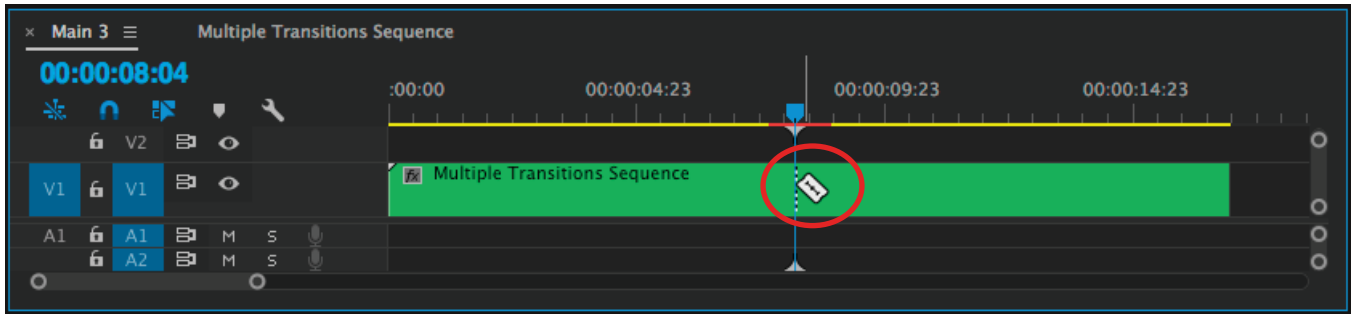 × Main 3 ≡ Multiple Transitions Sequence
00:00:08:04
:00:00 00:00:04:23 00:00:09:23 00:00:14:23
V2
V1 V1 fx Multiple Transitions Sequence
A1 A1 M S
A2 M S